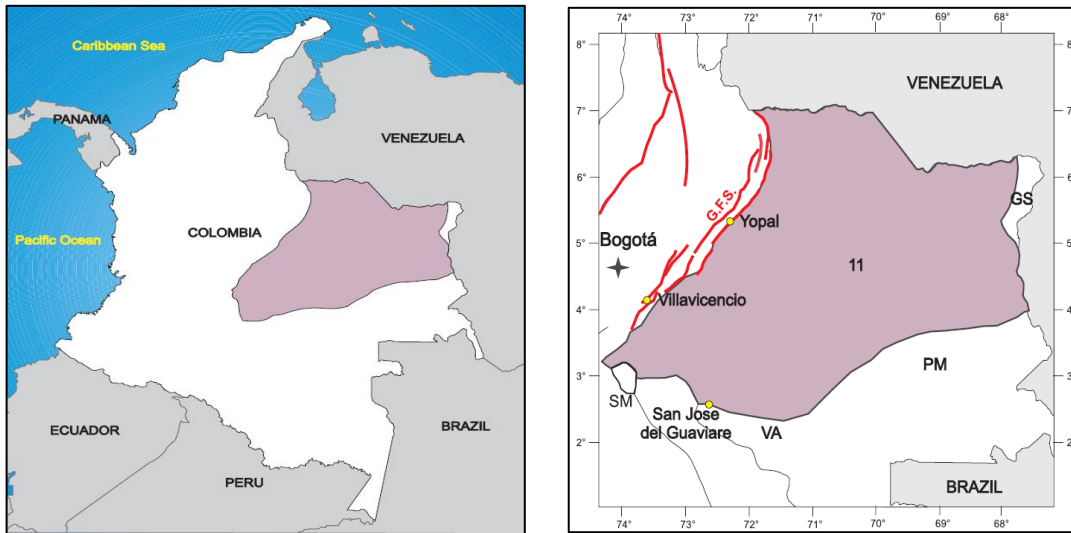 Caribbean Sea
PANAMA
VENEZUELA
COLOMBIA
Pacific Ocean
ECUADOR
PERU
BRAZIL
74° 73° 72° 71° 70° 69° 68°
8° 8°
VENEZUELA
7° 7°
6° 6°
GS
G.F.S.
Yopal
Bogotá
5° 5°
11
Villavicencio
4° 4°
PM
3° 3°
SM
San Jose
del Guaviare
VA
2° 2°
BRAZIL
74° 73° 72° 71° 70° 69° 68°